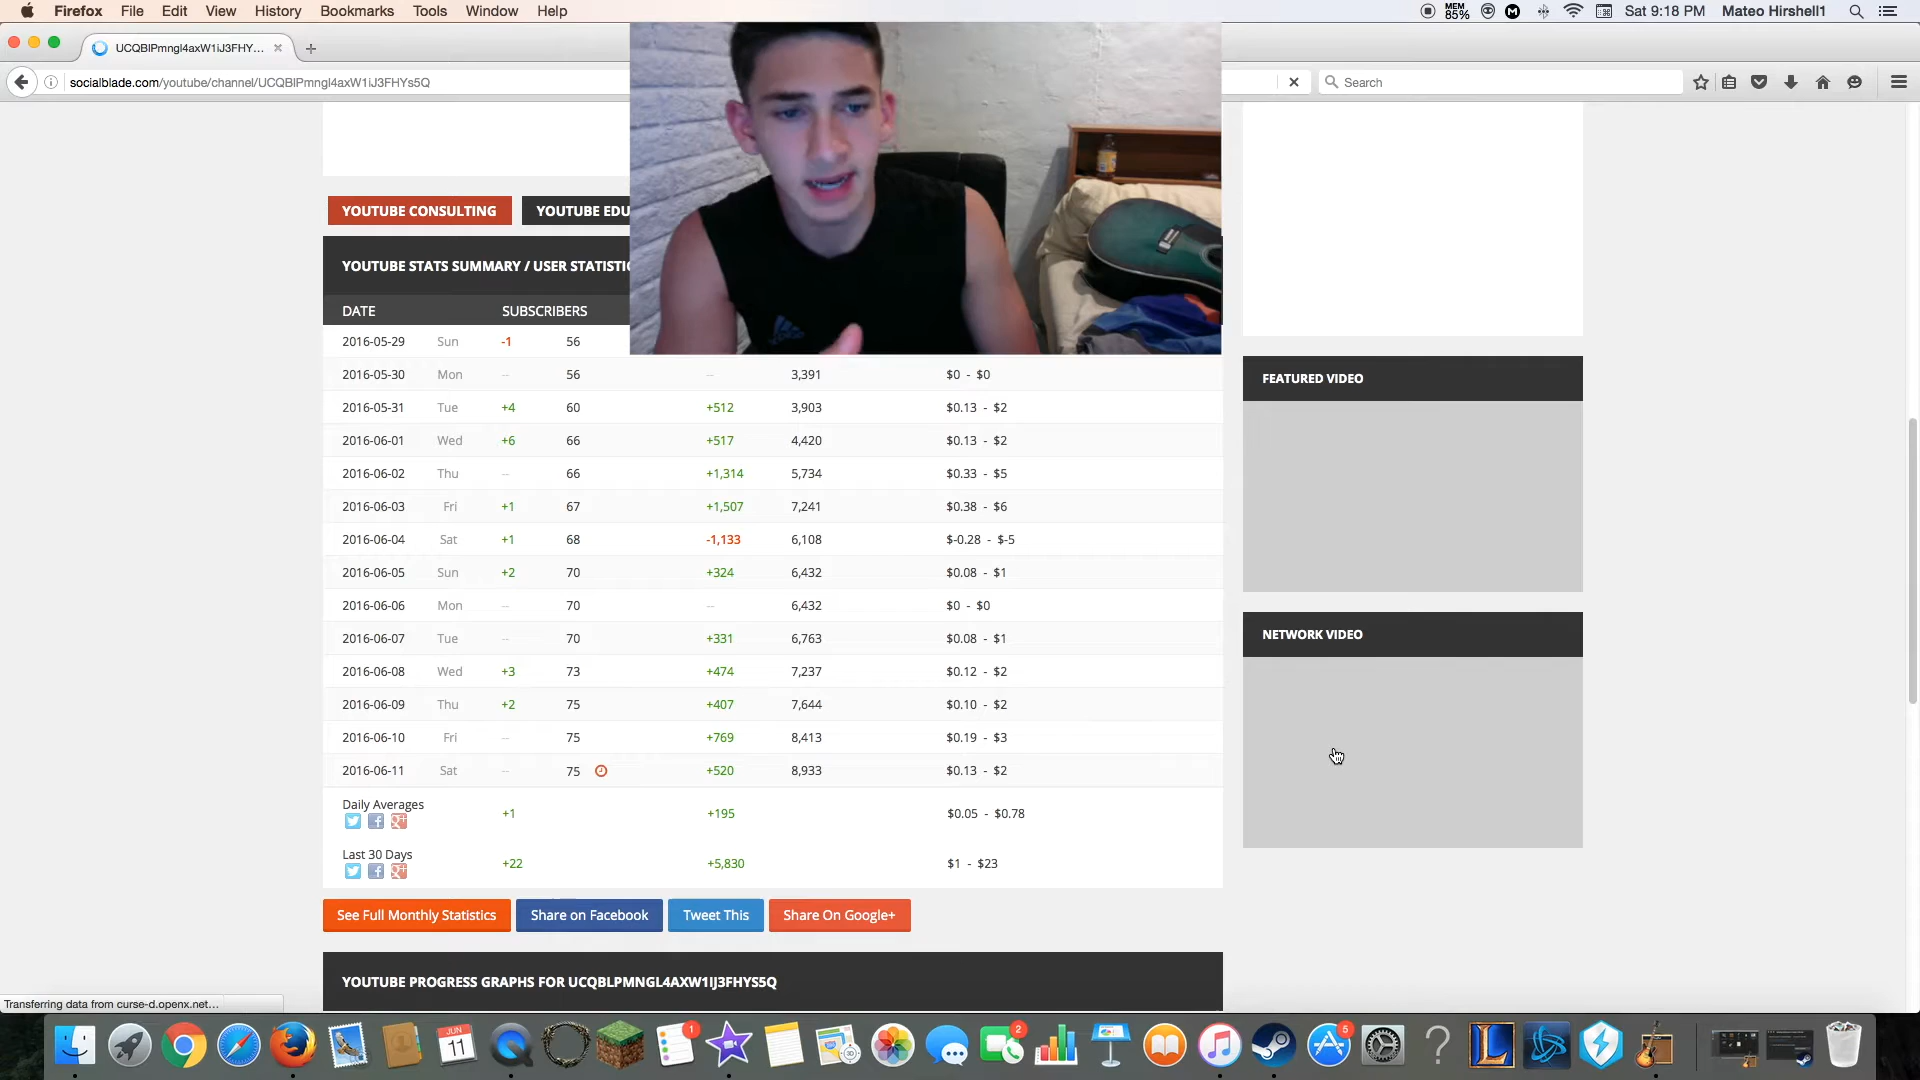 Firefox File Edit View History Bookmarks Tools Window Help MEM 85% Sat 9:18 PM Mateo Hirshell1
UCQBlPmngl4axW1iJ3FHY...
socialblade.com/youtube/channel/UCQBlPmngl4axW1iJ3FHYs5Q Search
YOUTUBE CONSULTING YOUTUBE EDU
YOUTUBE STATS SUMMARY / USER STATISTIC
DATE SUBSCRIBERS
2016-05-29 Sun -1 56
2016-05-30 Mon -- 56 -- 3,391 $0 - $0
2016-05-31 Tue +4 60 +512 3,903 $0.13 - $2
2016-06-01 Wed +6 66 +517 4,420 $0.13 - $2
2016-06-02 Thu -- 66 +1,314 5,734 $0.33 - $5
2016-06-03 Fri +1 67 +1,507 7,241 $0.38 - $6
2016-06-04 Sat +1 68 -1,133 6,108 $-0.28 - $-5
2016-06-05 Sun +2 70 +324 6,432 $0.08 - $1
2016-06-06 Mon -- 70 -- 6,432 $0 - $0
2016-06-07 Tue -- 70 +331 6,763 $0.08 - $1
2016-06-08 Wed +3 73 +474 7,237 $0.12 - $2
2016-06-09 Thu +2 75 +407 7,644 $0.10 - $2
2016-06-10 Fri -- 75 +769 8,413 $0.19 - $3
2016-06-11 Sat -- 75 +520 8,933 $0.13 - $2
Daily Averages +1 +195 $0.05 - $0.78
Last 30 Days +22 +5,830 $1 - $23
See Full Monthly Statistics Share on Facebook Tweet This Share On Google+
YOUTUBE PROGRESS GRAPHS FOR UCQBLPMNGL4AXW1IJ3FHYS5Q
FEATURED VIDEO
NETWORK VIDEO
Transferring data from curse-d.openx.net...
JUN
11
1
2
5